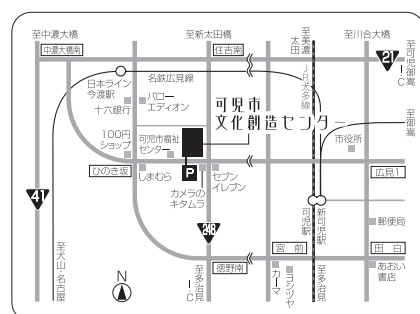 至中濃大橋
至新太田橋
至美濃太田
至川合大橋
中濃大橋南
住吉南
21
至可児御嵩I.C
名鉄広見線
JR太多線
日本ライン今渡駅
バロー
エディオン
十六銀行
可児市
文化創造センター
至御嵩
100円
ショップ
可児市福祉
センター
市役所
ひのき坂
しまむら
P
カメラの
キタムラ
セブン
イレブン
広見1
41
248
可児駅
新可児駅
郵便局
至犬山・名古屋
N
至多治見I.C
徳野南
宮前
田白
カーマ
ヨシヅヤ
至多治見
あおい
書店